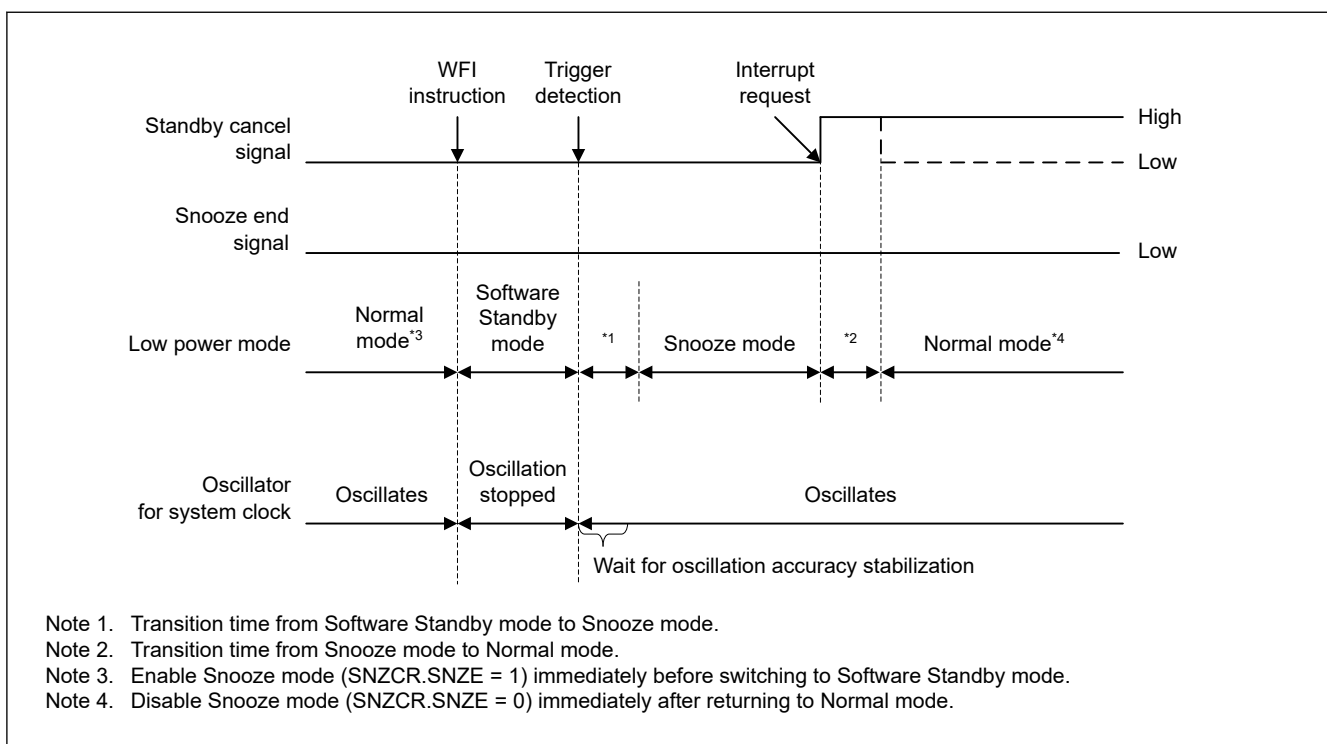 WFI
instruction
Trigger
detection
Interrupt
request
Standby cancel
signal
High
Low
Snooze end
signal
Low
Low power mode
Normal
mode*3
Software
Standby
mode
*1
Snooze mode
*2
Normal mode*4
Oscillator
for system clock
Oscillates
Oscillation
stopped
Oscillates
Wait for oscillation accuracy stabilization
Note 1. Transition time from Software Standby mode to Snooze mode.
Note 2. Transition time from Snooze mode to Normal mode.
Note 3. Enable Snooze mode (SNZCR.SNZE = 1) immediately before switching to Software Standby mode.
Note 4. Disable Snooze mode (SNZCR.SNZE = 0) immediately after returning to Normal mode.